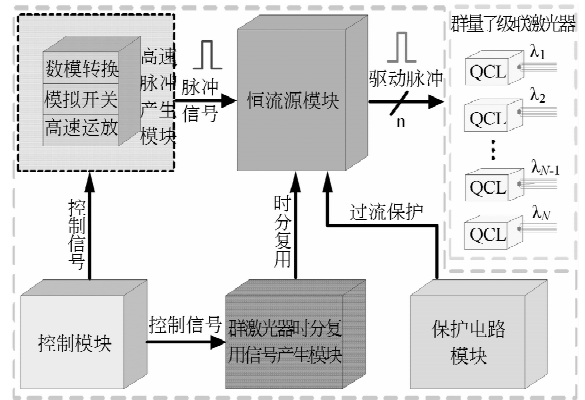 群量了级联激光器
数模转换
模拟开关
高速运放
高速
脉冲
产生
模块
脉冲
信号
恒流源模块
驱动脉冲
n
QCL
λ1
QCL
λ2
QCL
λN-1
QCL
λN
控制信号
时分复用
过流保护
控制模块
控制信号
群激光器时分复
用信号产生模块
保护电路
模块